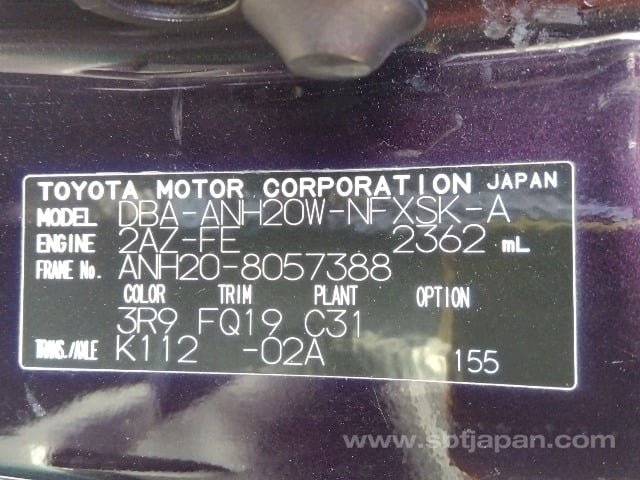 TOYOTA MOTOR CORPORATION JAPAN
MODEL DBA-ANH20W-NFXSK-A
ENGINE 2AZ-FE 2362 mL
FRAME No. ANH20-8057388
COLOR TRIM PLANT OPTION
3R9 FQ19 C31
TRANS./AXLE K112 -02A 155
www.sbtjapan.com